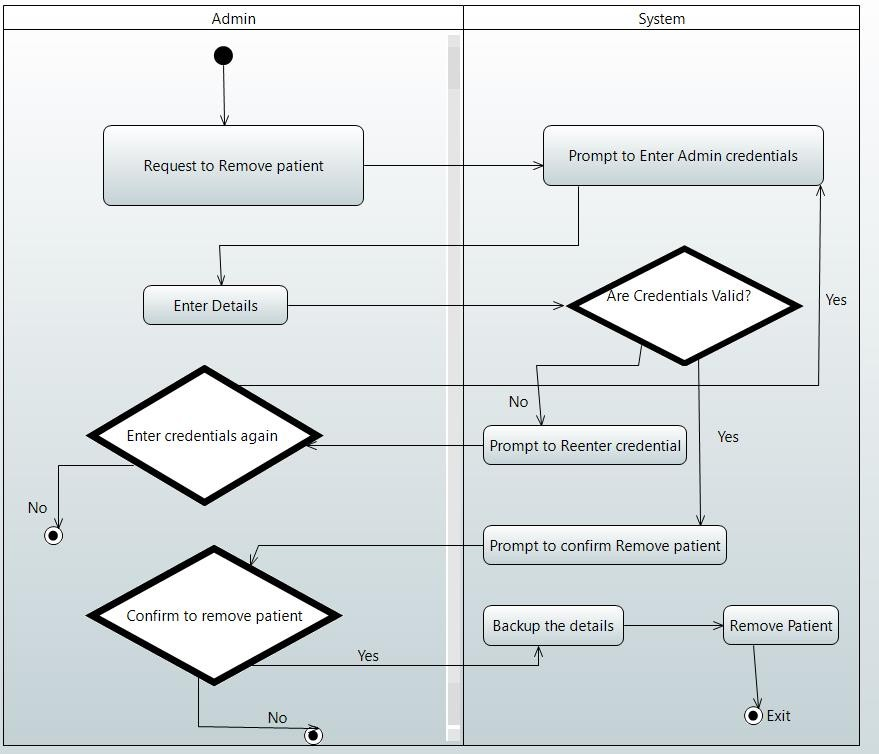 Admin
System
Request to Remove patient
Prompt to Enter Admin credentials
Enter Details
Are Credentials Valid?
Yes
No
Enter credentials again
Prompt to Reenter credential
Yes
No
Prompt to confirm Remove patient
Confirm to remove patient
Backup the details
Remove Patient
Yes
No
Exit